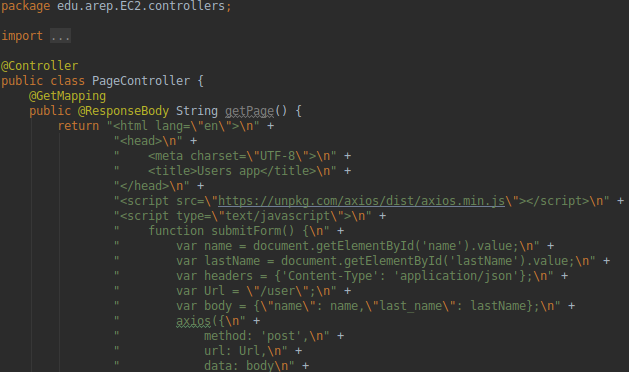 package edu.arep.EC2.controllers;
import ...
@Controller
public class PageController {
    @GetMapping
    public @ResponseBody String getPage() {
        return "<html lang=\"en\">\n" +
                "<head>\n" +
                "    <meta charset=\"UTF-8\">\n" +
                "    <title>Users app</title>\n" +
                "</head>\n" +
                "<script src=\"https://unpkg.com/axios/dist/axios.min.js\"></script>\n" +
                "<script type=\"text/javascript\">\n" +
                "    function submitForm() {\n" +
                "        var name = document.getElementById('name').value;\n" +
                "        var lastName = document.getElementById('lastName').value;\n" +
                "        var headers = {'Content-Type': 'application/json'};\n" +
                "        var Url = \"/user\";\n" +
                "        var body = {\"name\": name,\"last_name\": lastName};\n" +
                "        axios({\n" +
                "            method: 'post',\n" +
                "            url: Url,\n" +
                "            data: body\n" +